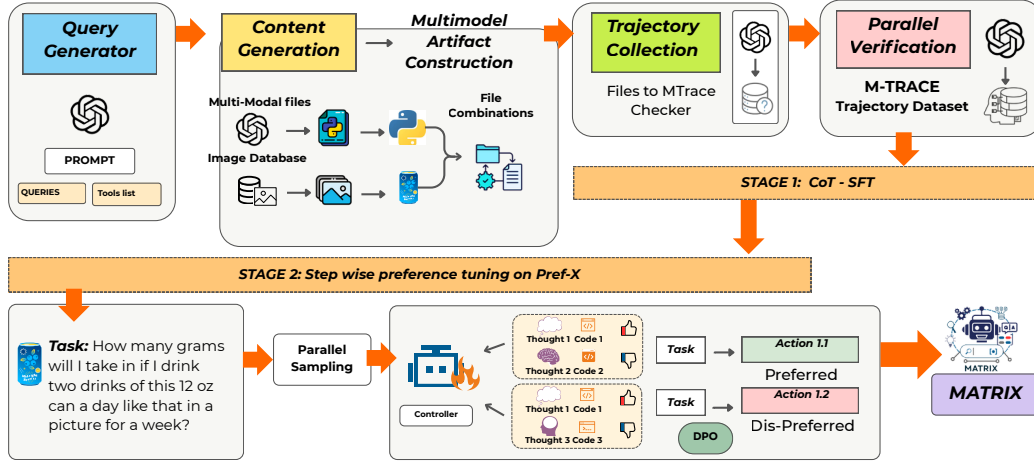 Query
Generator
PROMPT
QUERIES
Tools list
Content
Generation
Multimodel
Artifact
Construction
Multi-Modal files
Image Database
File
Combinations
Trajectory
Collection
Files to MTrace
Checker
Parallel
Verification
M-TRACE
Trajectory Dataset
STAGE 1: CoT - SFT
STAGE 2: Step wise preference tuning on Pref-X
Task: How many grams
will I take in if I drink
two drinks of this 12 oz
can a day like that in a
picture for a week?
Parallel
Sampling
Controller
Thought 1 Code 1
Thought 2 Code 2
Thought 1 Code 1
Thought 3 Code 3
Task
Action 1.1
Preferred
Task
Action 1.2
Dis-Preferred
DPO
MATRIX
MATRIX